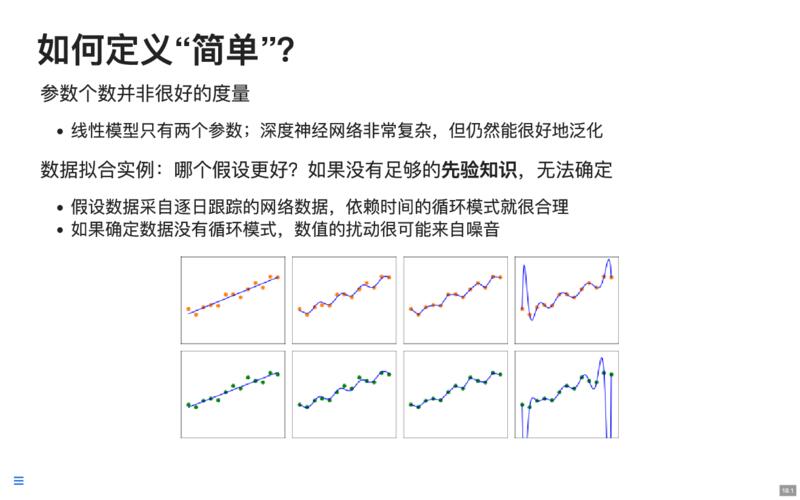 如何定义“简单”？
参数个数并非很好的度量
• 线性模型只有两个参数；深度神经网络非常复杂，但仍然能很好地泛化
数据拟合实例：哪个假设更好？如果没有足够的先验知识，无法确定
• 假设数据采自逐日跟踪的网络数据，依赖时间的循环模式就很合理
• 如果确定数据没有循环模式，数值的扰动很可能来自噪音
18.1